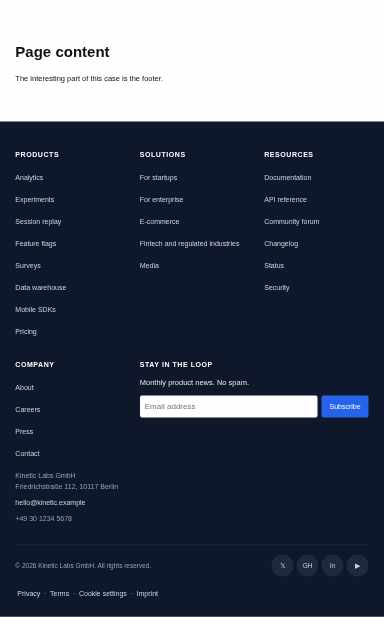 Page content
The interesting part of this case is the footer.
PRODUCTS
Analytics
Experiments
Session replay
Feature flags
Surveys
Data warehouse
Mobile SDKs
Pricing
SOLUTIONS
For startups
For enterprise
E-commerce
Fintech and regulated industries
Media
RESOURCES
Documentation
API reference
Community forum
Changelog
Status
Security
COMPANY
About
Careers
Press
Contact
Kinetic Labs GmbH
Friedrichstraße 112, 10117 Berlin
hello@kinetic.example
+49 30 1234 5678
STAY IN THE LOOP
Monthly product news. No spam.
Email address Subscribe
© 2026 Kinetic Labs GmbH. All rights reserved. 𝕏 GH in ▶
Privacy · Terms · Cookie settings · Imprint